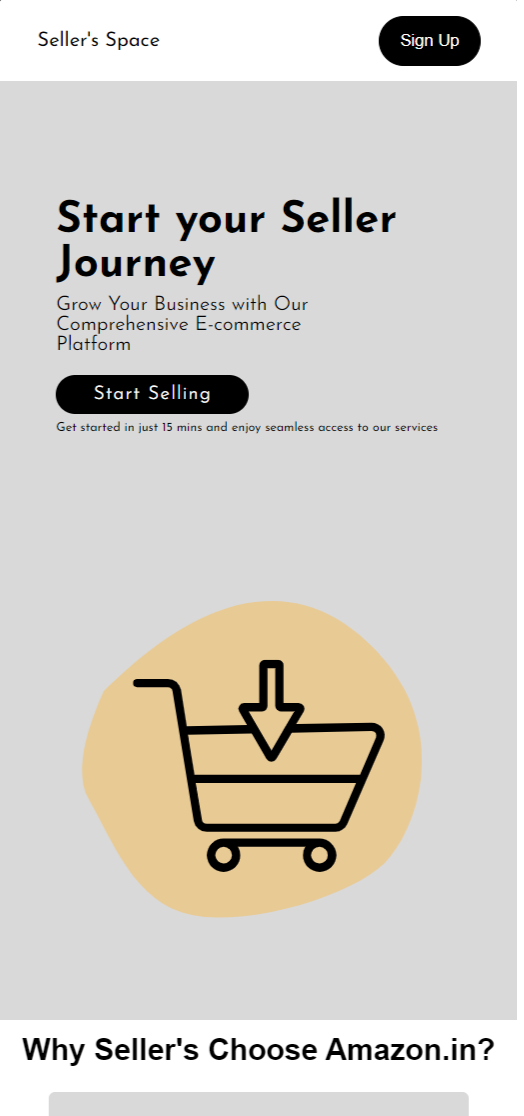 Seller's Space
Sign Up
Start your Seller
Journey
Grow Your Business with Our
Comprehensive E-commerce
Platform
Start Selling
Get started in just 15 mins and enjoy seamless access to our services
Why Seller's Choose Amazon.in?